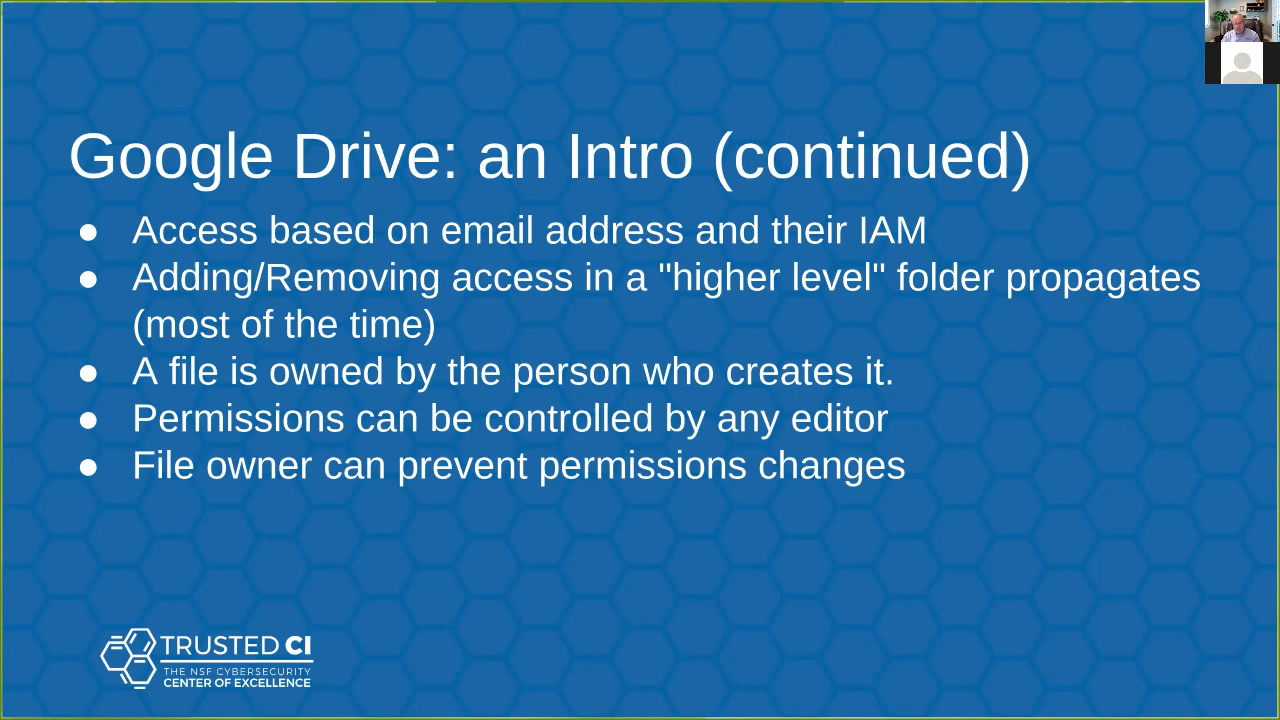 Google Drive: an Intro (continued)
● Access based on email address and their IAM
● Adding/Removing access in a "higher level" folder propagates
(most of the time)
● A file is owned by the person who creates it.
● Permissions can be controlled by any editor
● File owner can prevent permissions changes
TRUSTED CI
THE NSF CYBERSECURITY
CENTER OF EXCELLENCE